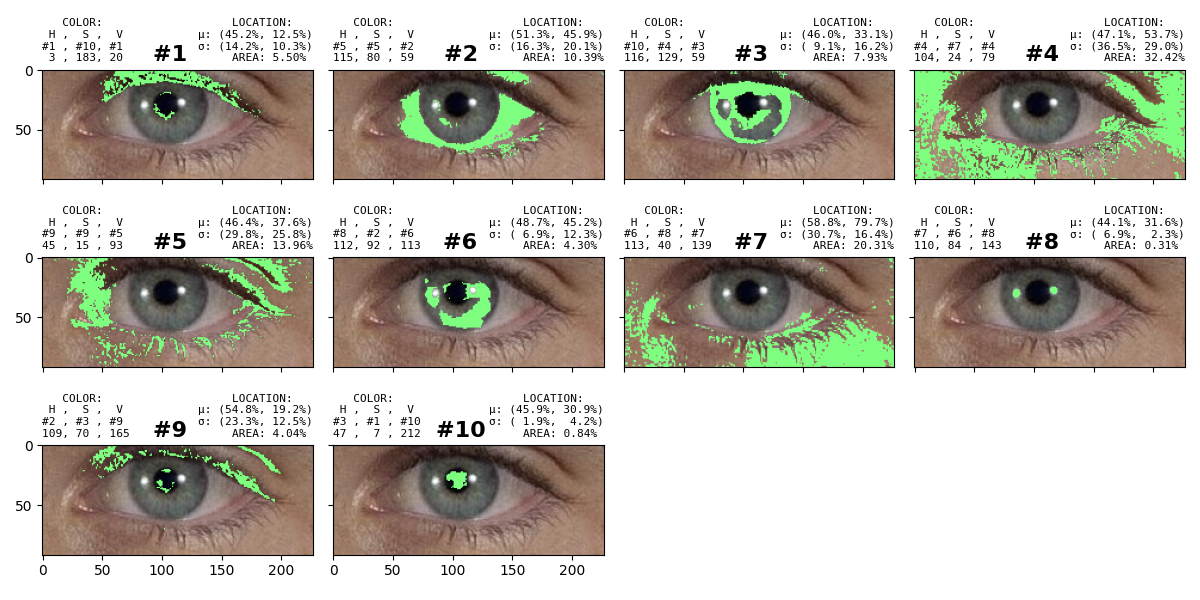 COLOR: LOCATION:
H , S , V μ: (45.2%, 12.5%)
#1 , #10, #1 #1 σ: (14.2%, 10.3%)
3 , 183, 20 AREA: 5.50%
COLOR: LOCATION:
H , S , V μ: (51.3%, 45.9%)
#5 , #5 , #2 #2 σ: (16.3%, 20.1%)
115, 80 , 59 AREA: 10.39%
COLOR: LOCATION:
H , S , V μ: (46.0%, 33.1%)
#10, #4 , #3 #3 σ: ( 9.1%, 16.2%)
116, 129, 59 AREA: 7.93%
COLOR: LOCATION:
H , S , V μ: (47.1%, 53.7%)
#4 , #7 , #4 #4 σ: (36.5%, 29.0%)
104, 24 , 79 AREA: 32.42%
0
50
COLOR: LOCATION:
H , S , V μ: (46.4%, 37.6%)
#9 , #9 , #5 #5 σ: (29.8%, 25.8%)
45 , 15 , 93 AREA: 13.96%
COLOR: LOCATION:
H , S , V μ: (48.7%, 45.2%)
#8 , #2 , #6 #6 σ: ( 6.9%, 12.3%)
112, 92 , 113 AREA: 4.30%
COLOR: LOCATION:
H , S , V μ: (58.8%, 79.7%)
#6 , #8 , #7 #7 σ: (30.7%, 16.4%)
113, 40 , 139 AREA: 20.31%
COLOR: LOCATION:
H , S , V μ: (44.1%, 31.6%)
#7 , #6 , #8 #8 σ: ( 6.9%, 2.3%)
110, 84 , 143 AREA: 0.31%
0
50
COLOR: LOCATION:
H , S , V μ: (54.8%, 19.2%)
#2 , #3 , #9 #9 σ: (23.3%, 12.5%)
109, 70 , 165 AREA: 4.04%
COLOR: LOCATION:
H , S , V μ: (45.9%, 30.9%)
#3 , #1 , #10 #10 σ: ( 1.9%, 4.2%)
47 , 7 , 212 AREA: 0.84%
0
50
0 50 100 150 200
0 50 100 150 200